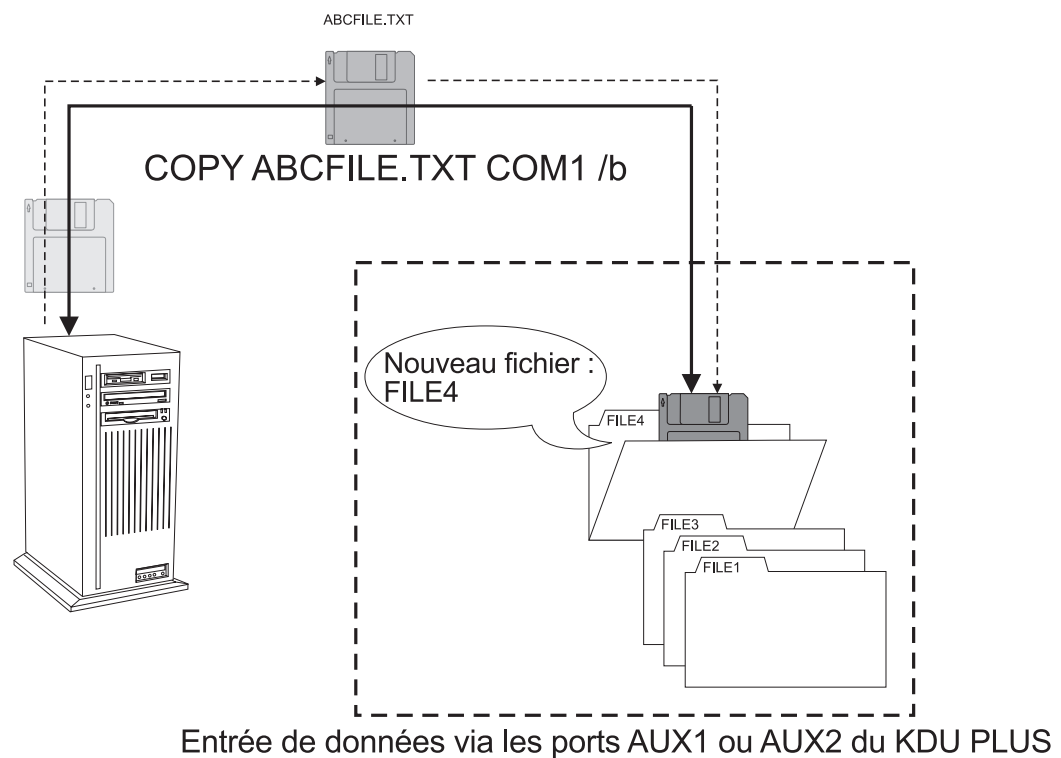 ABCFILE.TXT
COPY ABCFILE.TXT COM1 /b
Nouveau fichier :
FILE4
FILE4
FILE3
FILE2
FILE1
Entrée de données via les ports AUX1 ou AUX2 du KDU PLUS